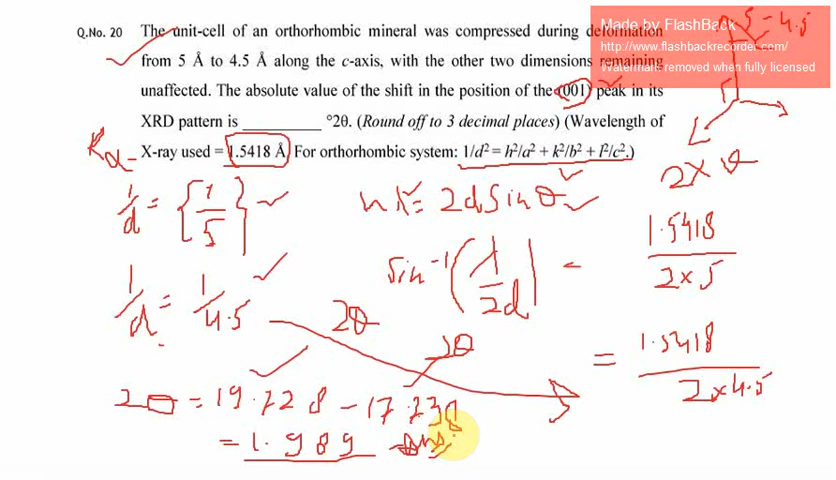 Q.No. 20 The unit-cell of an orthorhombic mineral was compressed during deformation
from 5 Å to 4.5 Å along the c-axis, with the other two dimensions remaining
unaffected. The absolute value of the shift in the position of the (001) peak in its
XRD pattern is ____________ °2θ. (Round off to 3 decimal places) (Wavelength of
X-ray used = 1.5418 Å. For orthorhombic system: 1/d² = h²/a² + k²/b² + l²/c².)
Made by FlashBack
http://www.flashbackrecorder.com/
Watermark removed when fully licensed
5 - 4.5
Kα
2 × θ
1/d = {1/5}
nλ = 2d Sin θ
1.5418 / 2×5
Sin⁻¹ (λ/2d) =
1/d = 1/4.5
2θ
2θ
= 1.5418 / 2×4.5
2θ = 19.728 - 17.739
= 1.989 Ans.